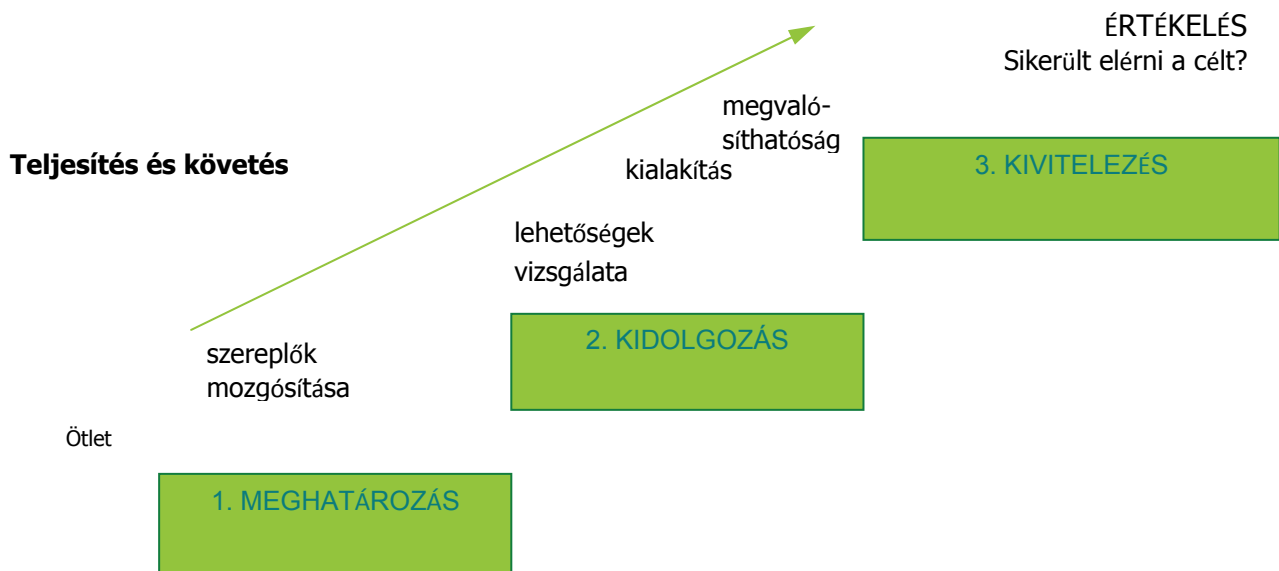 ÉRTÉKELÉS
Sikerült elérni a célt?
megvaló-
síthatóság
Teljesítés és követés
kialakítás
3. KIVITELEZÉS
lehetőségek
vizsgálata
2. KIDOLGOZÁS
szereplők
mozgósítása
Ötlet
1. MEGHATÁROZÁS